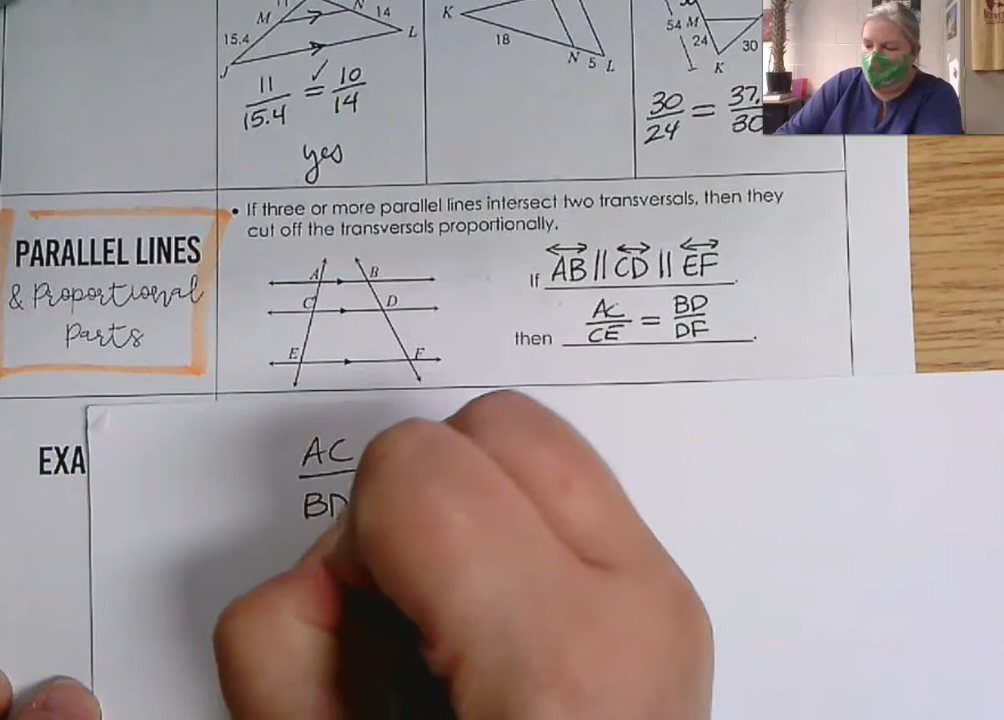 M
N
14
L
15.4
J
11/15.4 = 10/14
yes
K
18
N 5 L
54 M
24
30
K
30/24 = 37./30
PARALLEL LINES
& Proportional
Parts
• If three or more parallel lines intersect two transversals, then they
cut off the transversals proportionally.
A
B
C
D
E
F
If AB || CD || EF.
then AC/CE = BD/DF.
EXA
AC
BD